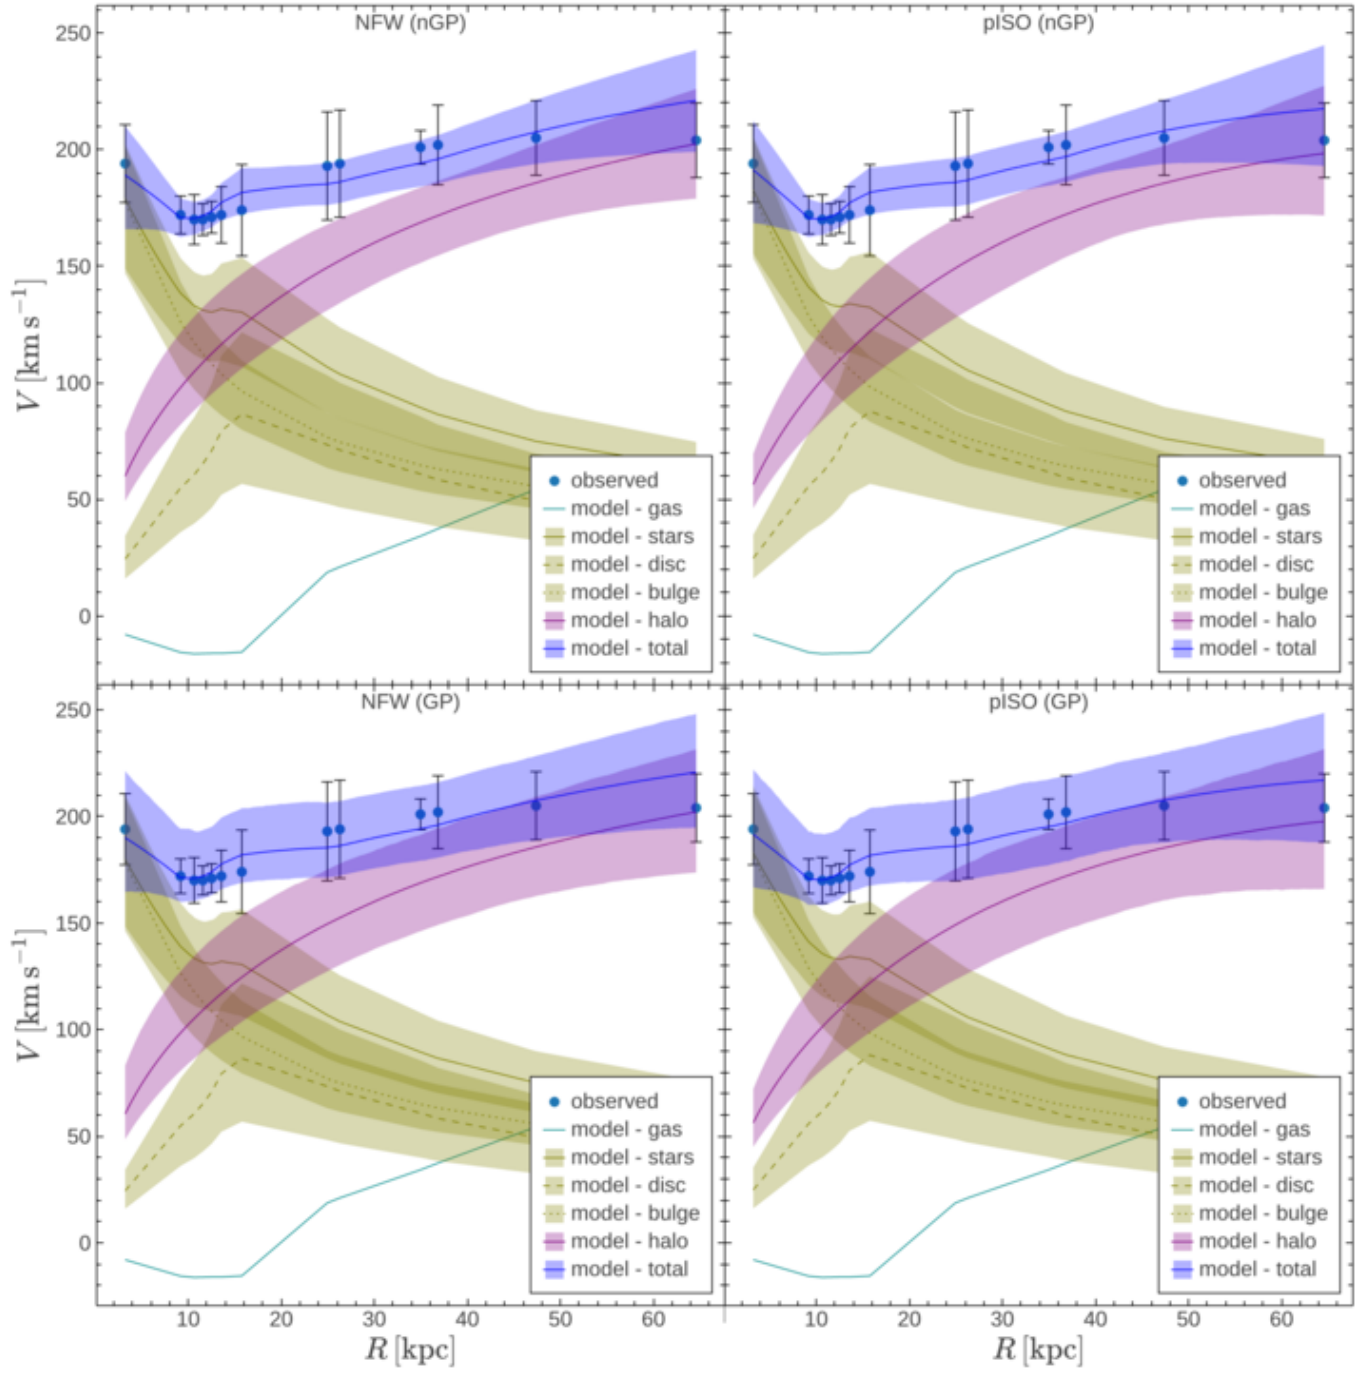 NFW (nGP)
pISO (nGP)
250
200
150
100
50
0
V [km s⁻¹]
observed
model - gas
model - stars
model - disc
model - bulge
model - halo
model - total
observed
model - gas
model - stars
model - disc
model - bulge
model - halo
model - total
NFW (GP)
pISO (GP)
250
200
150
100
50
0
V [km s⁻¹]
observed
model - gas
model - stars
model - disc
model - bulge
model - halo
model - total
observed
model - gas
model - stars
model - disc
model - bulge
model - halo
model - total
10 20 30 40 50 60
10 20 30 40 50 60
R [kpc]
R [kpc]